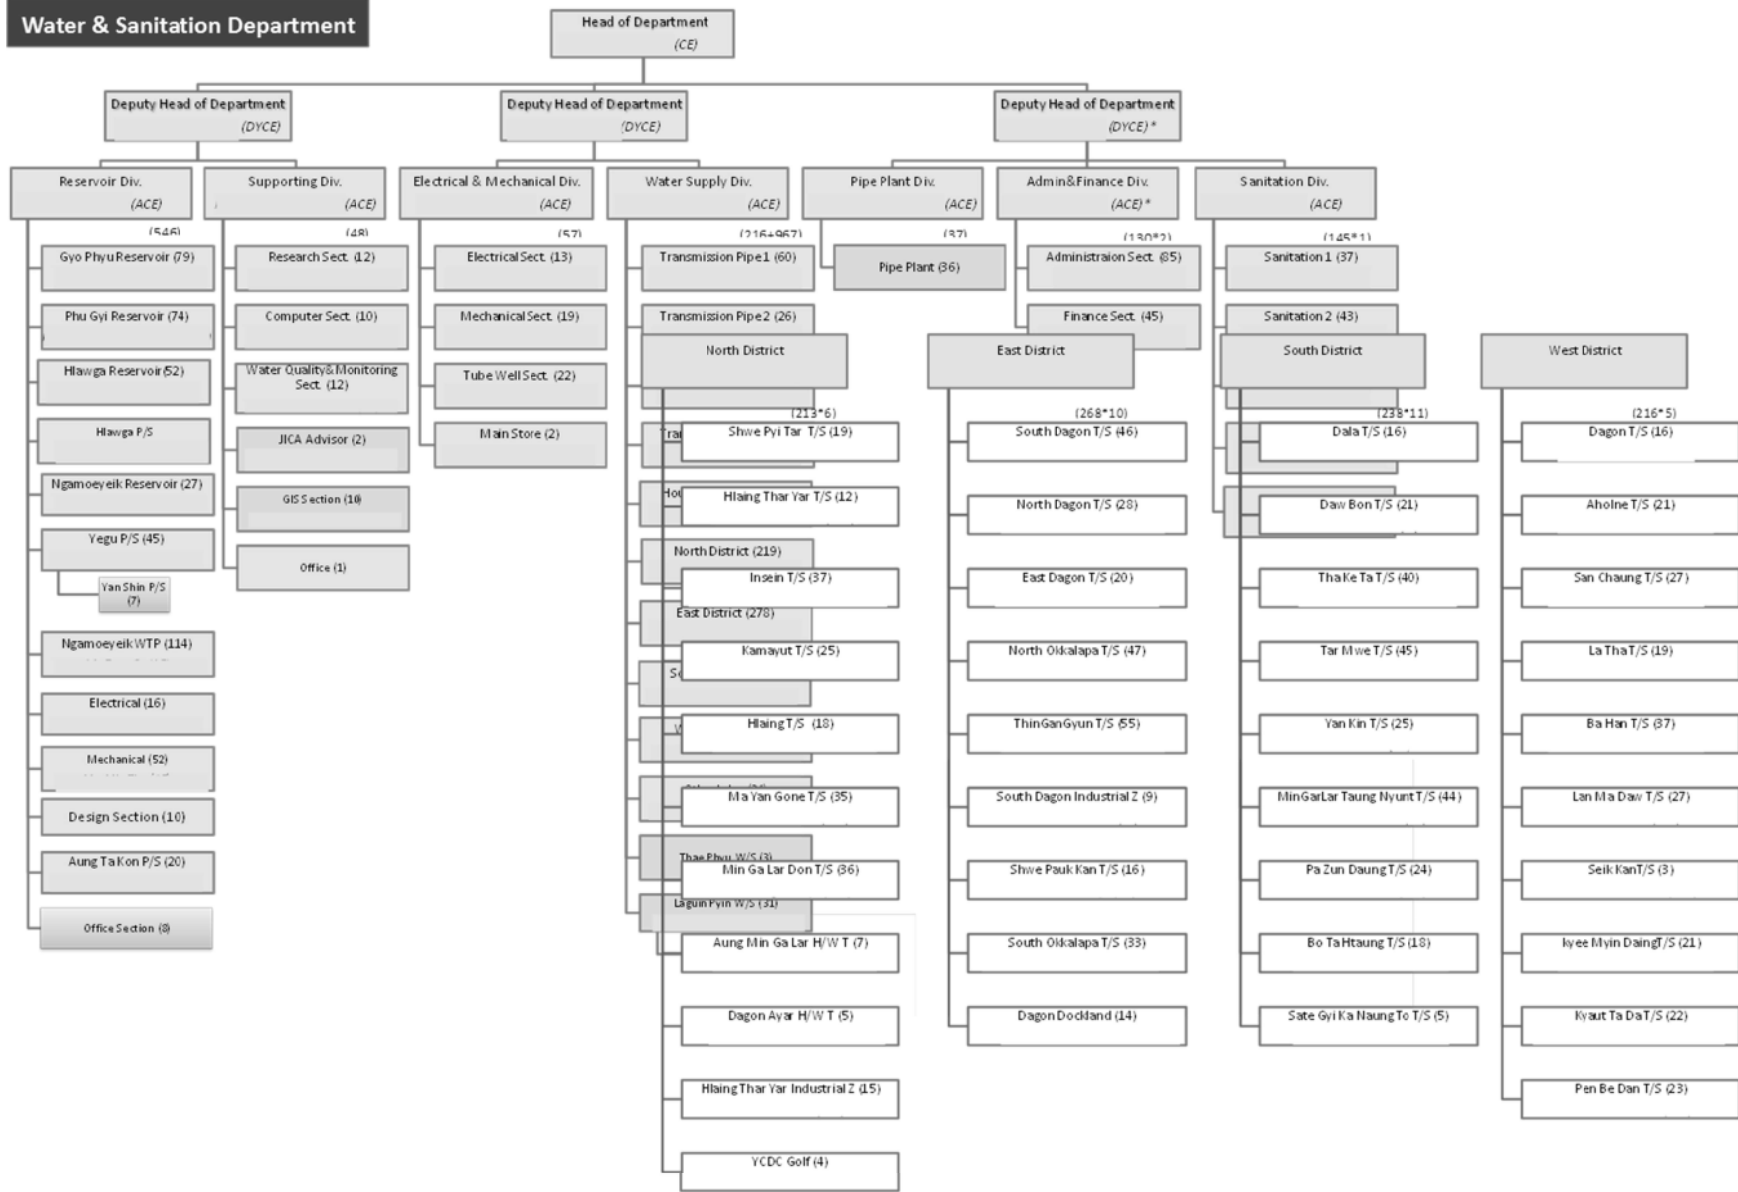 Water & Sanitation Department
Head of Department
(CE)
Deputy Head of Department
(DYCE)
Deputy Head of Department
(DYCE)
Deputy Head of Department
(DYCE) *
Reservoir Div.
(ACE)
(546)
Gyo Phyu Reservoir (79)
Phu Gyi Reservoir (74)
Hlawga Reservoir(52)
Hlawga P/S
Ngamoeyeik Reservoir (27)
Yegu P/S (45)
Yan Shin P/S
(7)
Ngamoeyeik WTP (114)
Electrical (16)
Mechanical (52)
Design Section (10)
Aung Ta Kon P/S (20)
Office Section (8)
Supporting Div.
(ACE)
(48)
Research Sect. (12)
Computer Sect. (10)
Water Quality& Monitoring
Sect. (12)
JICA Advisor (2)
GIS Section (10)
Office (1)
Electrical & Mechanical Div.
(ACE)
(57)
Electrical Sect. (13)
Mechanical Sect. (19)
Tube Well Sect. (22)
Main Store (2)
Water Supply Div.
(ACE)
(216+967)
Transmission Pipe1 (60)
Transmission Pipe2 (26)
North District (219)
East District (278)
Thae Phyu W/S (3)
Laguin Pyin W/S (31)
Pipe Plant Div.
(ACE)
(37)
Pipe Plant (36)
Admin&Finance Div.
(ACE) *
(130*2)
Administraion Sect. (85)
Finance Sect. (45)
Sanitation Div.
(ACE)
(145*1)
Sanitation 1 (37)
Sanitation 2 (43)
North District
(213*6)
Shwe Pyi Tar T/S (19)
Hlaing Thar Yar T/S (12)
Insein T/S (37)
Kamayut T/S (25)
Hlaing T/S (18)
Ma Yan Gone T/S (35)
Min Ga Lar Don T/S (36)
Aung Min Ga Lar H/W T (7)
Dagon Ayar H/W T (5)
Hlaing Thar Yar Industrial Z (15)
YCDC Golf (4)
East District
(268*10)
South Dagon T/S (46)
North Dagon T/S (28)
East Dagon T/S (20)
North Okkalapa T/S (47)
ThinGanGyun T/S (55)
South Dagon Industrial Z (9)
Shwe Pauk Kan T/S (16)
South Okkalapa T/S (33)
Dagon Dockland (14)
South District
(238*11)
Dala T/S (16)
Daw Bon T/S (21)
Tha Ke Ta T/S (40)
Tar Mwe T/S (45)
Yan Kin T/S (25)
MinGarLar Taung Nyunt T/S (44)
Pa Zun Daung T/S (24)
Bo Ta Htaung T/S (18)
Sate Gyi Ka Naung To T/S (5)
West District
(216*5)
Dagon T/S (16)
Aholne T/S (21)
San Chaung T/S (27)
La Tha T/S (19)
Ba Han T/S (37)
Lan Ma Daw T/S (27)
Seik KanT/S (3)
kyee Myin DaingT/S (21)
Kyaut Ta Da T/S (22)
Pen Be Dan T/S (23)